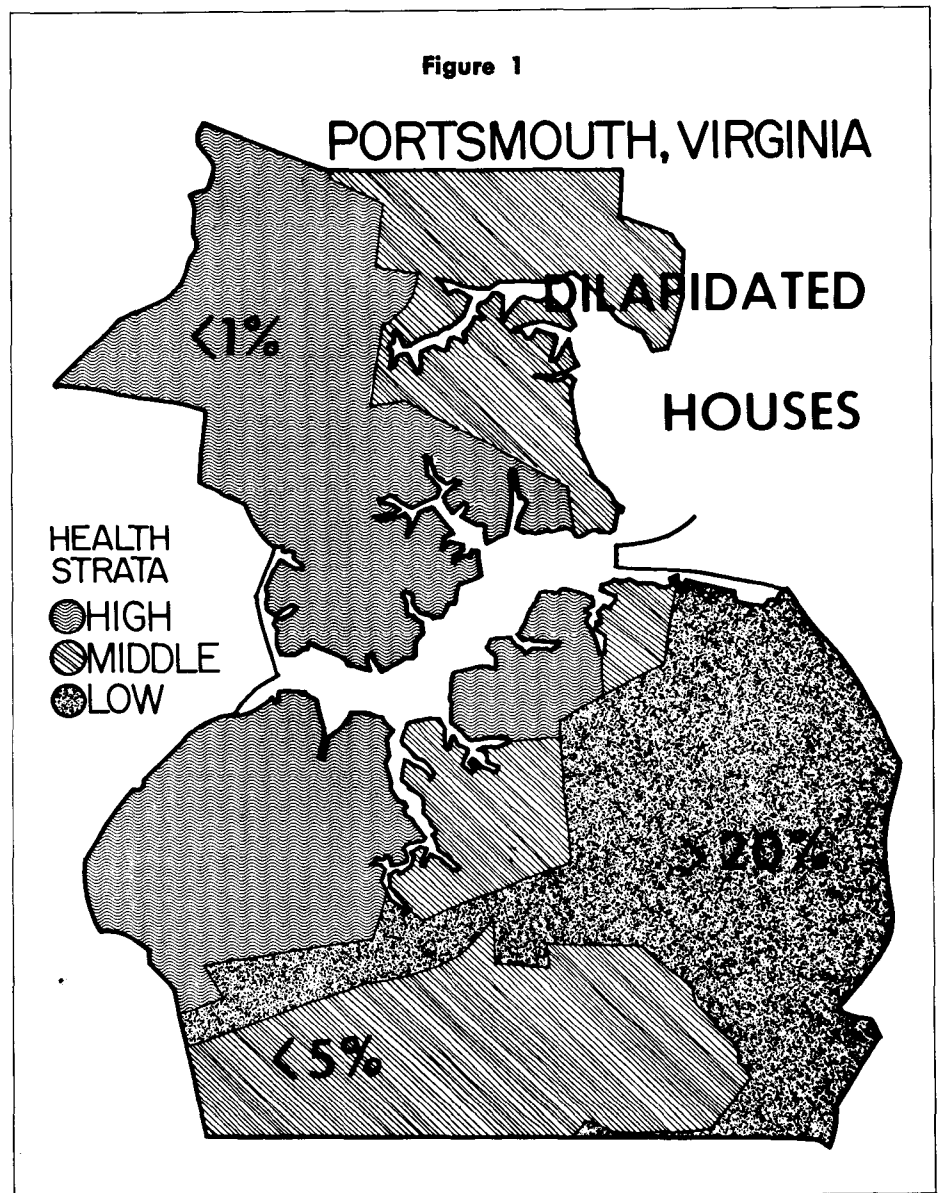 Figure 1
PORTSMOUTH, VIRGINIA
DILAPIDATED
HOUSES
<1%
HEALTH
STRATA
HIGH
MIDDLE
LOW
>20%
<5%